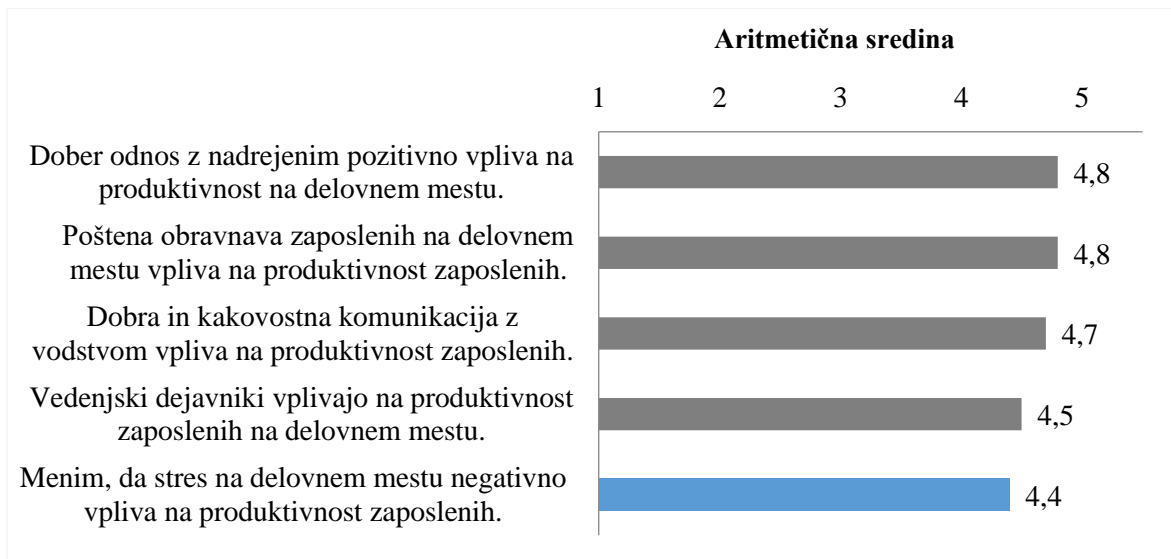 Aritmetična sredina
1 2 3 4 5
Dober odnos z nadrejenim pozitivno vpliva na
produktivnost na delovnem mestu.
4,8
Poštena obravnava zaposlenih na delovnem
mestu vpliva na produktivnost zaposlenih.
4,8
Dobra in kakovostna komunikacija z
vodstvom vpliva na produktivnost zaposlenih.
4,7
Vedenjski dejavniki vplivajo na produktivnost
zaposlenih na delovnem mestu.
4,5
Menim, da stres na delovnem mestu negativno
vpliva na produktivnost zaposlenih.
4,4